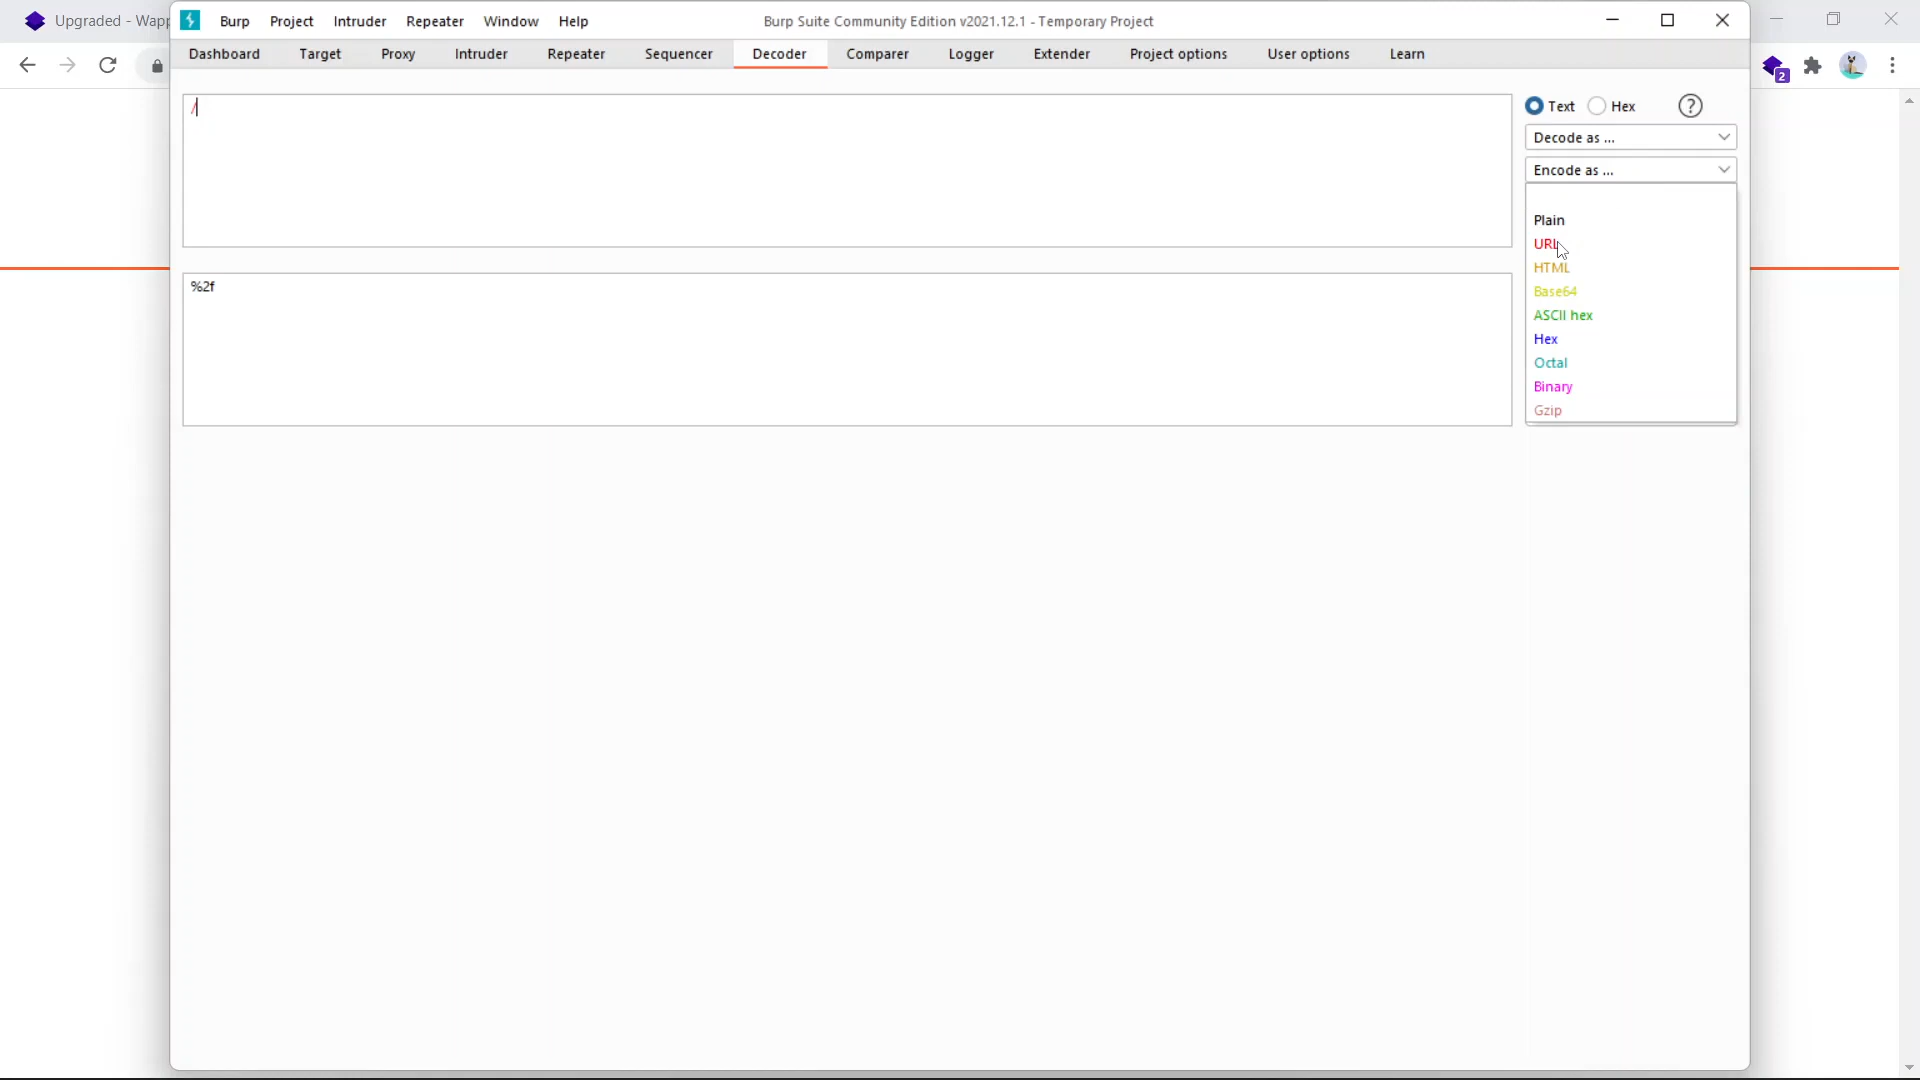 Upgraded - Wapp
Burp Project Intruder Repeater Window Help
Burp Suite Community Edition v2021.12.1 - Temporary Project
Dashboard Target Proxy Intruder Repeater Sequencer Decoder Comparer Logger Extender Project options User options Learn
/
Text Hex ?
Decode as ...
Encode as ...
Plain
URL
HTML
Base64
ASCII hex
Hex
Octal
Binary
Gzip
%2f
2